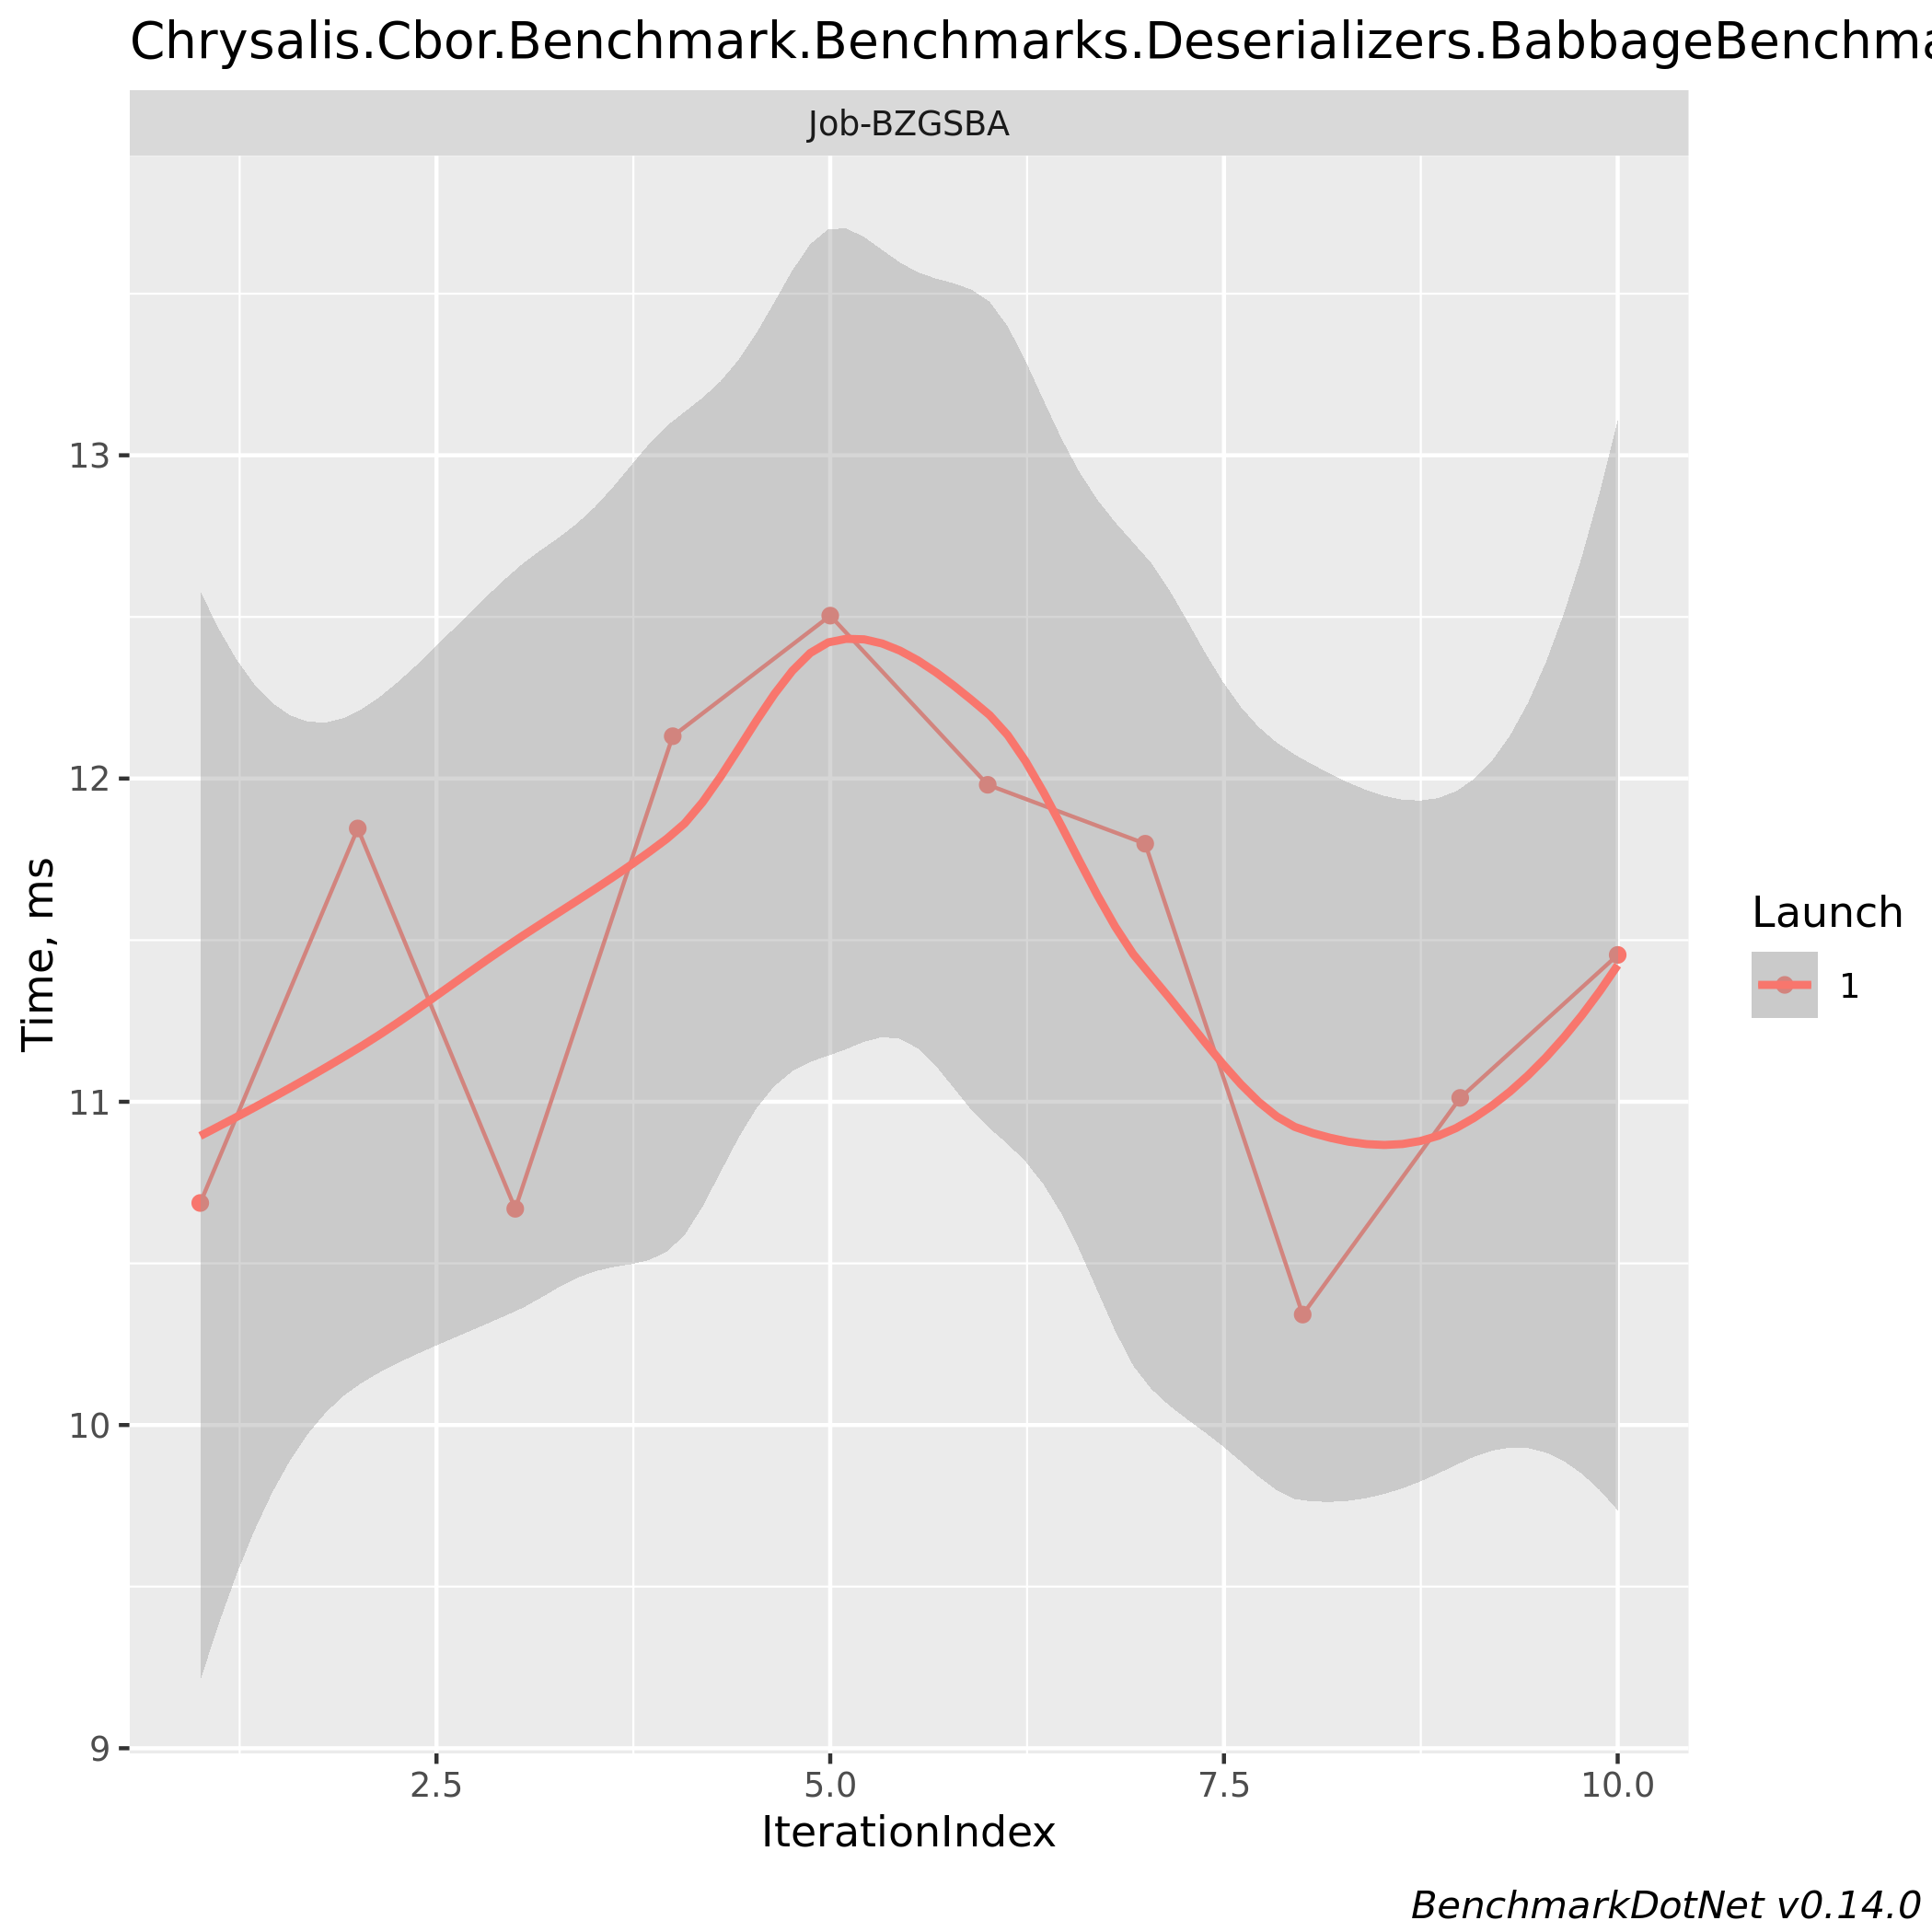 Chrysalis.Cbor.Benchmark.Benchmarks.Deserializers.BabbageBenchma
Job-BZGSBA
13
12
11
10
9
Time, ms
2.5 5.0 7.5 10.0
IterationIndex
Launch
1
BenchmarkDotNet v0.14.0